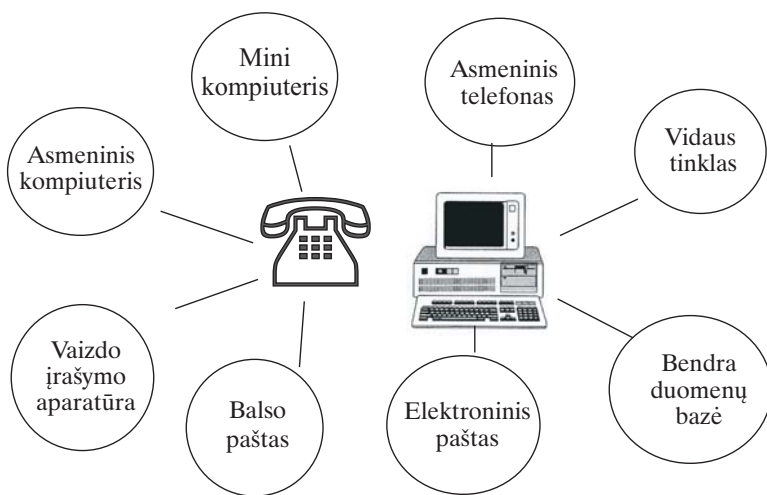 Mini
kompiuteris
Asmeninis
telefonas
Vidaus
tinklas
Asmeninis
kompiuteris
Vaizdo
įrašymo
aparatūra
Balso
paštas
Elektroninis
paštas
Bendra
duomenų
bazė